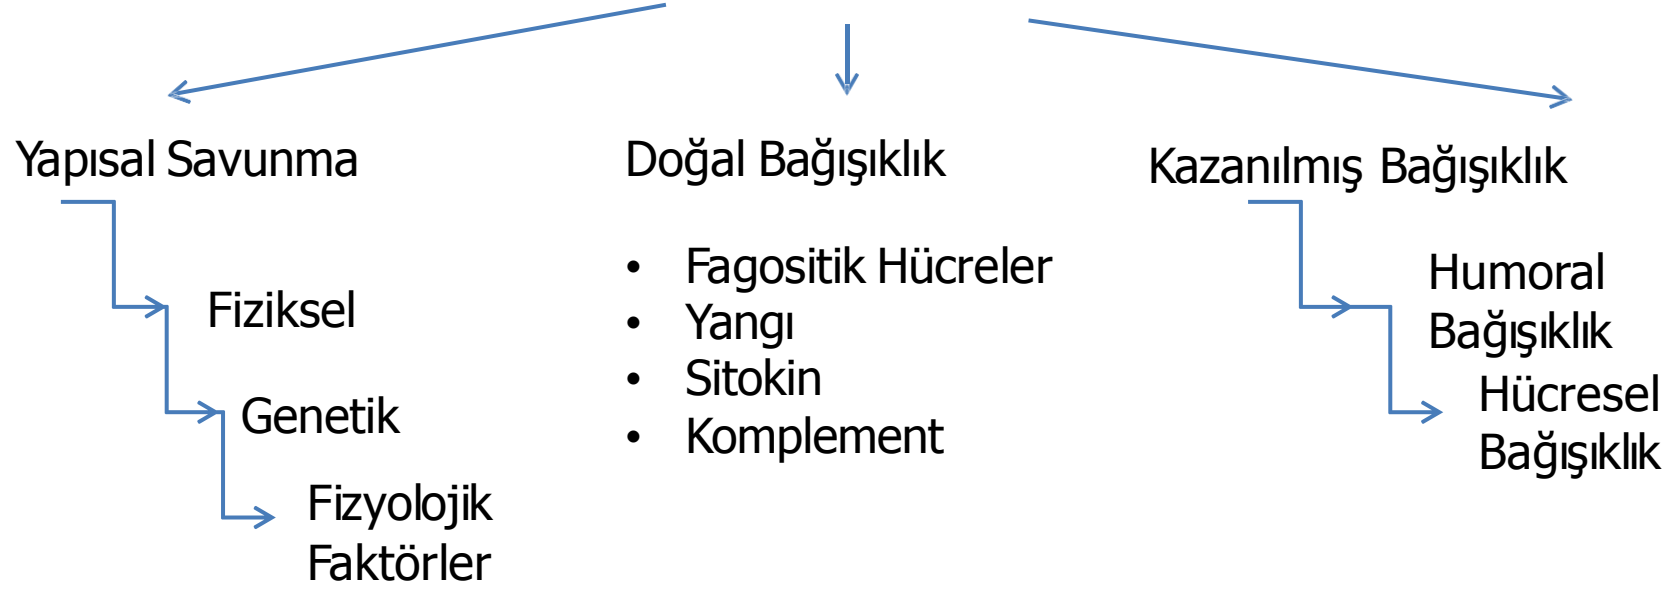 Yapısal Savunma
Fiziksel
Genetik
Fizyolojik
Faktörler
Doğal Bağışıklık
• Fagositik Hücreler
• Yangı
• Sitokin
• Komplement
Kazanılmış Bağışıklık
Humoral
Bağışıklık
Hücresel
Bağışıklık